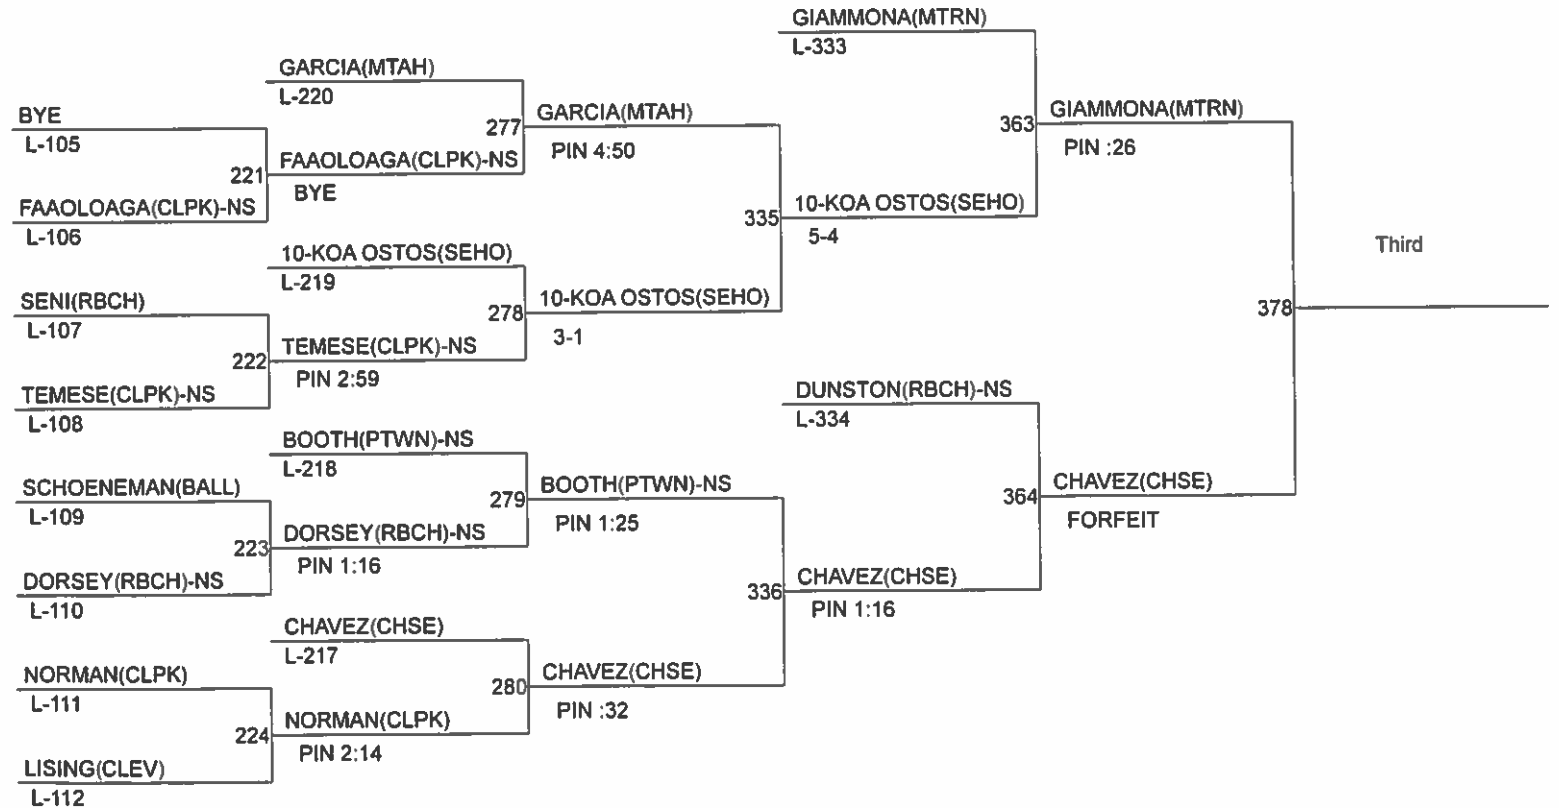 BYE
L-105
FAAOLOAGA(CLPK)-NS
L-106
SENI(RBCH)
L-107
TEMESE(CLPK)-NS
L-108
SCHOENEMAN(BALL)
L-109
DORSEY(RBCH)-NS
L-110
NORMAN(CLPK)
L-111
LISING(CLEV)
L-112
221
222
223
224
GARCIA(MTAH)
L-220
FAAOLOAGA(CLPK)-NS
BYE
10-KOA OSTOS(SEHO)
L-219
TEMESE(CLPK)-NS
PIN 2:59
BOOTH(PTWN)-NS
L-218
DORSEY(RBCH)-NS
PIN 1:16
CHAVEZ(CHSE)
L-217
NORMAN(CLPK)
PIN 2:14
277
278
279
280
GARCIA(MTAH)
PIN 4:50
10-KOA OSTOS(SEHO)
3-1
BOOTH(PTWN)-NS
PIN 1:25
CHAVEZ(CHSE)
PIN :32
335
336
GIAMMONA(MTRN)
L-333
10-KOA OSTOS(SEHO)
5-4
DUNSTON(RBCH)-NS
L-334
CHAVEZ(CHSE)
PIN 1:16
363
364
GIAMMONA(MTRN)
PIN :26
CHAVEZ(CHSE)
FORFEIT
378
Third